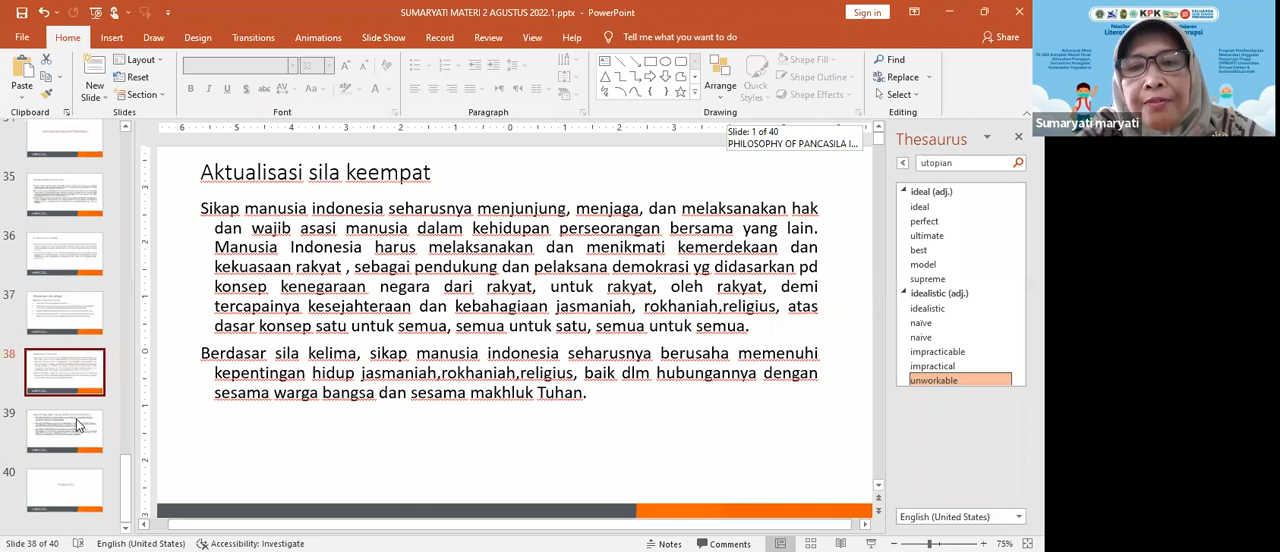 SUMARYATI MATERI 2 AGUSTUS 2022.1.pptx - PowerPoint
Sign in
File Home Insert Draw Design Transitions Animations Slide Show Review View Help Tell me what you want to do Share
Paste
New Slide
Layout
Reset
Section
Arrange
Quick Styles
Shape Fill
Shape Outline
Shape Effects
Find
Replace
Select
Clipboard Slides Font Paragraph Drawing Editing
Slide: 1 of 40
PHILOSOPHY OF PANCASILA I...
35
36
37
38
39
40
Aktualisasi sila keempat
Sikap manusia indonesia seharusnya menjunjung, menjaga, dan melaksanakan hak
dan wajib asasi manusia dalam kehidupan perseorangan bersama yang lain.
Manusia Indonesia harus melaksanakan dan menikmati kemerdekaan dan
kekuasaan rakyat , sebagai pendukung dan pelaksana demokrasi yg didasarkan pd
konsep kenegaraan negara dari rakyat, untuk rakyat, oleh rakyat, demi
tercapainya kesejahteraan dan kebahagiaan jasmaniah, rokhaniah,religius, atas
dasar konsep satu untuk semua, semua untuk satu, semua untuk semua.
Berdasar sila kelima sikap manusia indonesia seharusnya berusaha memenuhi
kepentingan hidup jasmaniah,rokhaniah,religius, baik dlm hubungannya dengan
sesama warga bangsa dan sesama makhluk Tuhan.
Thesaurus
utopian
ideal (adj.)
ideal
perfect
ultimate
best
model
supreme
idealistic (adj.)
idealistic
naïve
naive
impracticable
impractical
unworkable
English (United States)
KPK
Sumaryati maryati
Slide 38 of 40 English (United States) Accessibility: Investigate Notes Comments 75%